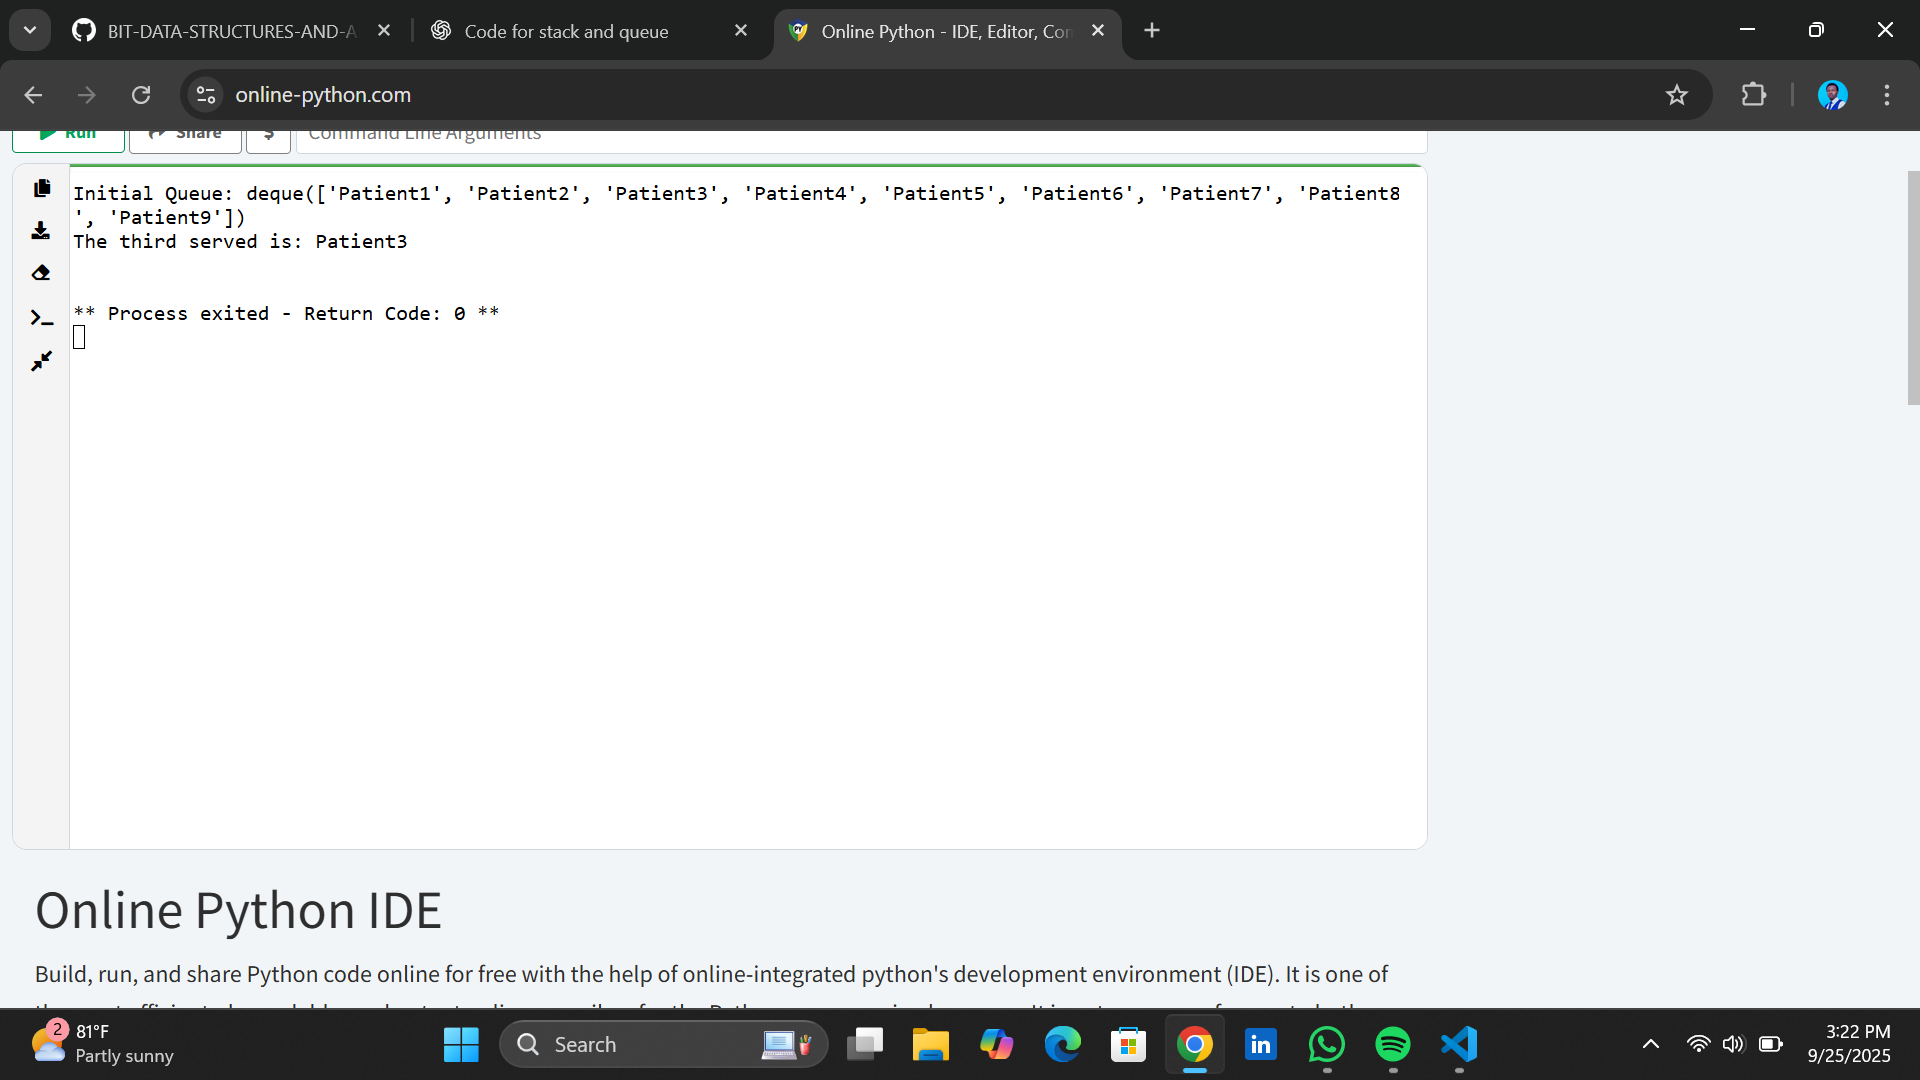 BIT-DATA-STRUCTURES-AND-A
Code for stack and queue
Online Python - IDE, Editor, Con
online-python.com
Run
Share
$
Command Line Arguments
Initial Queue: deque(['Patient1', 'Patient2', 'Patient3', 'Patient4', 'Patient5', 'Patient6', 'Patient7', 'Patient8
', 'Patient9'])
The third served is: Patient3
** Process exited - Return Code: 0 **
Online Python IDE
Build, run, and share Python code online for free with the help of online-integrated python's development environment (IDE). It is one of
2
81°F
Partly sunny
Search
in
3:22 PM
9/25/2025